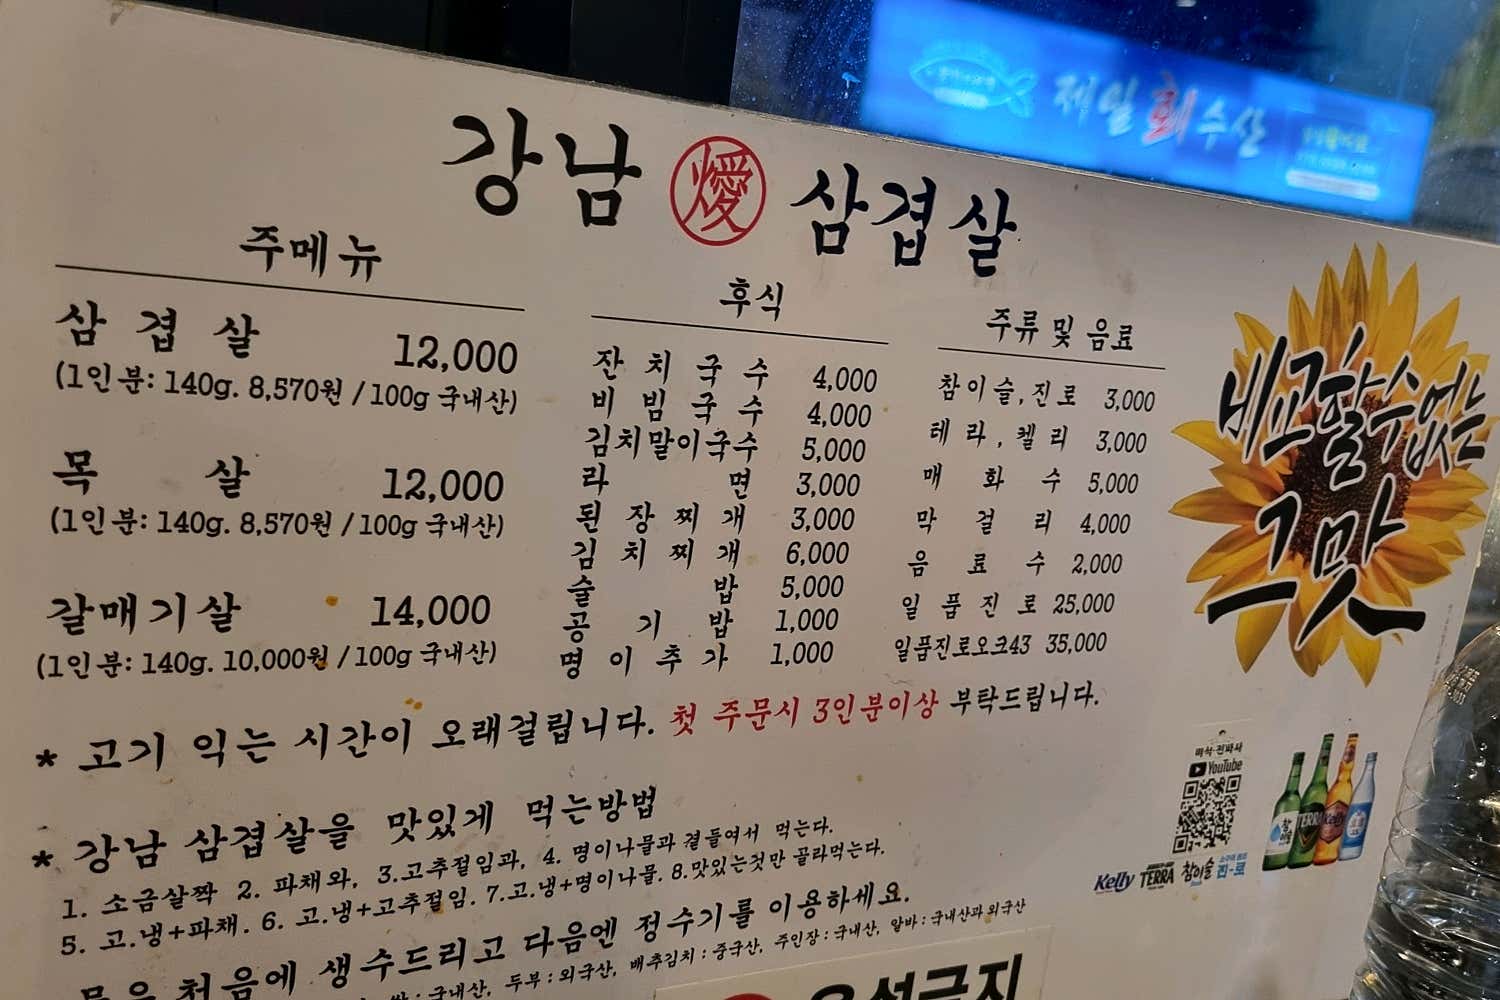 제일회수산
강남 燰 삼겹살
주메뉴
삼겹살 12,000
(1인분: 140g. 8,570원 / 100g 국내산)
목살 12,000
(1인분: 140g. 8,570원 / 100g 국내산)
갈매기살 14,000
(1인분: 140g. 10,000원 / 100g 국내산)
후식
잔치국수 4,000
비빔국수 4,000
김치말이국수 5,000
라면 3,000
된장찌개 3,000
김치찌개 6,000
술밥 5,000
공기밥 1,000
명이추가 1,000
주류 및 음료
참이슬,진로 3,000
테라,켈리 3,000
매화수 5,000
막걸리 4,000
음료수 2,000
일품진로 25,000
일품진로오크43 35,000
비교할수없는
그맛
* 고기 익는 시간이 오래걸립니다. 첫 주문시 3인분이상 부탁드립니다.
* 강남 삼겹살을 맛있게 먹는방법
1. 소금살짝 2. 파채와, 3.고추절임과, 4. 명이나물과 곁들여서 먹는다.
5. 고.냉+파채. 6. 고.냉+고추절임. 7.고.냉+명이나물. 8.맛있는것만 골라먹는다.
물은 처음에 생수드리고 다음엔 정수기를 이용하세요.
쌀:국내산, 두부:외국산, 배추김치:중국산, 주인장:국내산, 알바:국내산과외국산
YouTube
TERRA
Kelly
Kelly TERRA 참이슬 진로